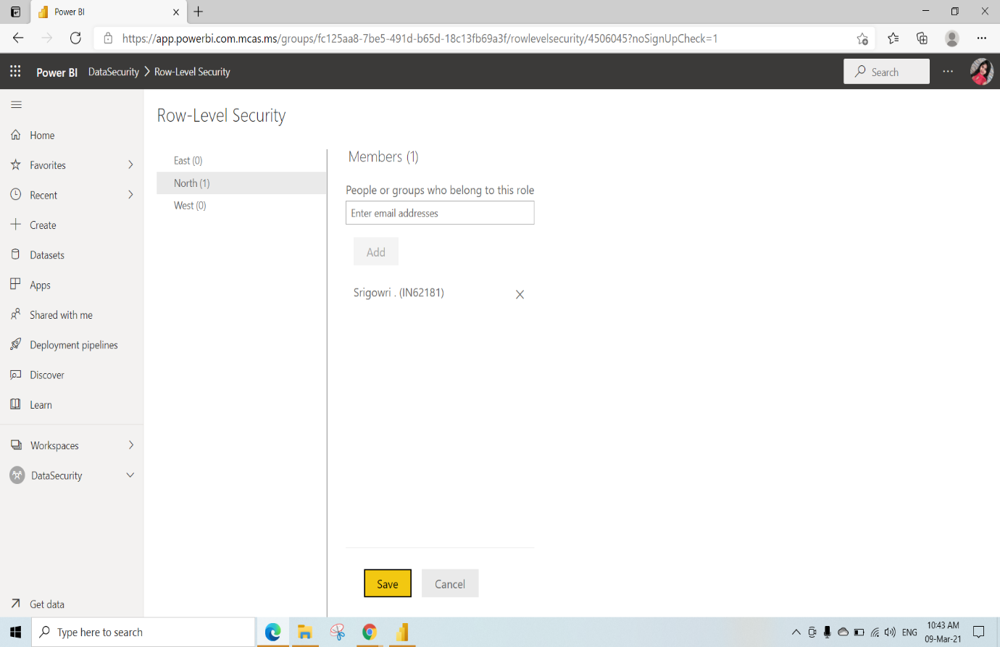 Power BI
https://app.powerbi.com.mcas.ms/groups/fc125aa8-7be5-491d-b65d-18c13fb69a3f/rowlevelsecurity/4506045?noSignUpCheck=1
Power BI DataSecurity > Row-Level Security Search
Row-Level Security
Home
Favorites
Recent
Create
Datasets
Apps
Shared with me
Deployment pipelines
Discover
Learn
Workspaces
DataSecurity
Get data
East (0)
North (1)
West (0)
Members (1)
People or groups who belong to this role
Enter email addresses
Add
Srigowri . (IN62181)
Save Cancel
Type here to search
ENG
10:43 AM
09-Mar-21